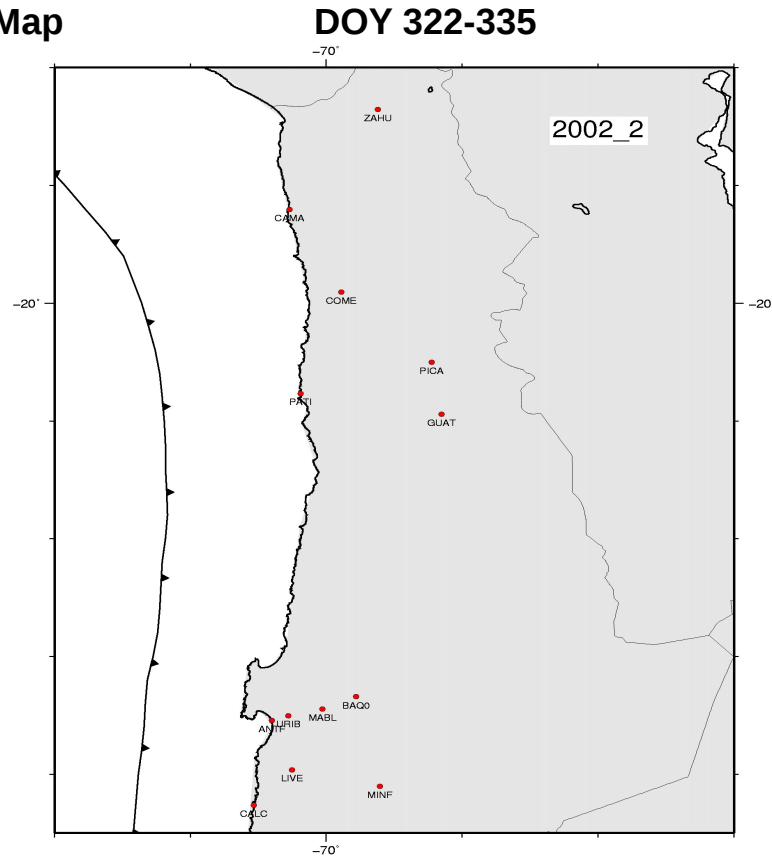 Map DOY 322-335
-70°
ZAHU
2002_2
CAMA
COME
-20° -20
PICA
PATI
GUAT
BAQ0
MABL
URIB
ANTF
LIVE
MINF
CALC
-70°